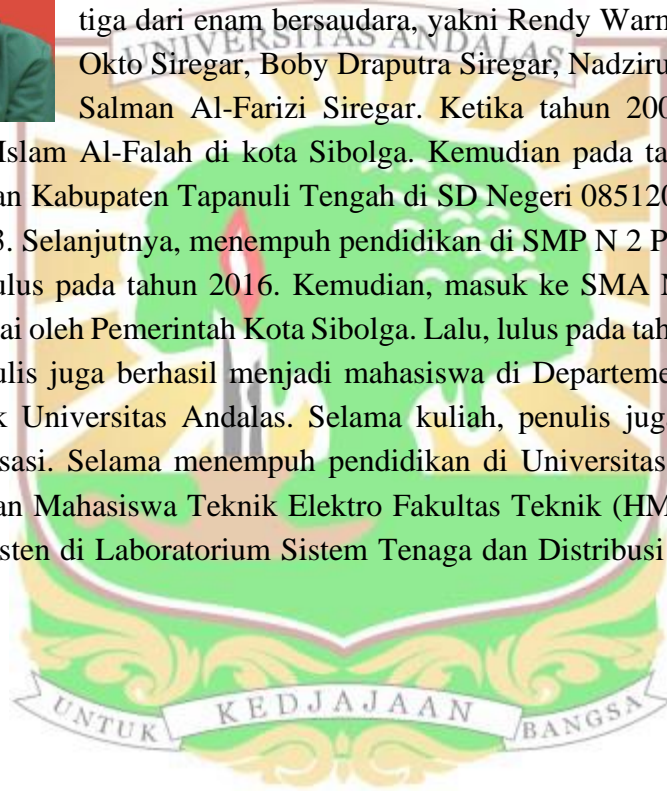 tiga dari enam bersaudara, yakni Rendy Warn
UNIVERSITAS ANDALAS
Okto Siregar, Boby Draputra Siregar, Nadziru
Salman Al-Farizi Siregar. Ketika tahun 200
Islam Al-Falah di kota Sibolga. Kemudian pada ta
an Kabupaten Tapanuli Tengah di SD Negeri 085120
3. Selanjutnya, menempuh pendidikan di SMP N 2 P
ulus pada tahun 2016. Kemudian, masuk ke SMA N
ai oleh Pemerintah Kota Sibolga. Lalu, lulus pada tah
ulis juga berhasil menjadi mahasiswa di Departeme
k Universitas Andalas. Selama kuliah, penulis juga
sasi. Selama menempuh pendidikan di Universitas
an Mahasiswa Teknik Elektro Fakultas Teknik (HM
sten di Laboratorium Sistem Tenaga dan Distribusi
UNTUK KEDJAJAAN BANGSA